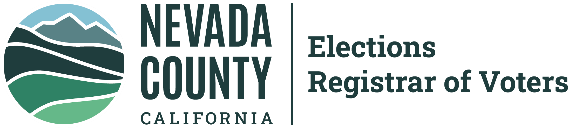 NEVADA
COUNTY
CALIFORNIA
Elections
Registrar of Voters